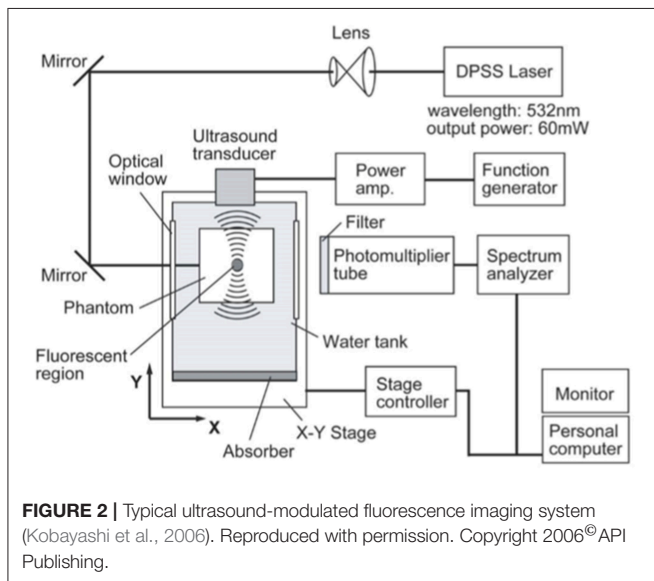 Mirror
Lens
DPSS Laser
wavelength: 532nm
output power: 60mW
Ultrasound
transducer
Optical
window
Power
amp.
Function
generator
Filter
Photomultiplier
tube
Spectrum
analyzer
Mirror
Phantom
Fluorescent
region
Water tank
Y
X
Stage
controller
Monitor
Personal
computer
X-Y Stage
Absorber
FIGURE 2 | Typical ultrasound-modulated fluorescence imaging system
(Kobayashi et al., 2006). Reproduced with permission. Copyright 2006© API
Publishing.